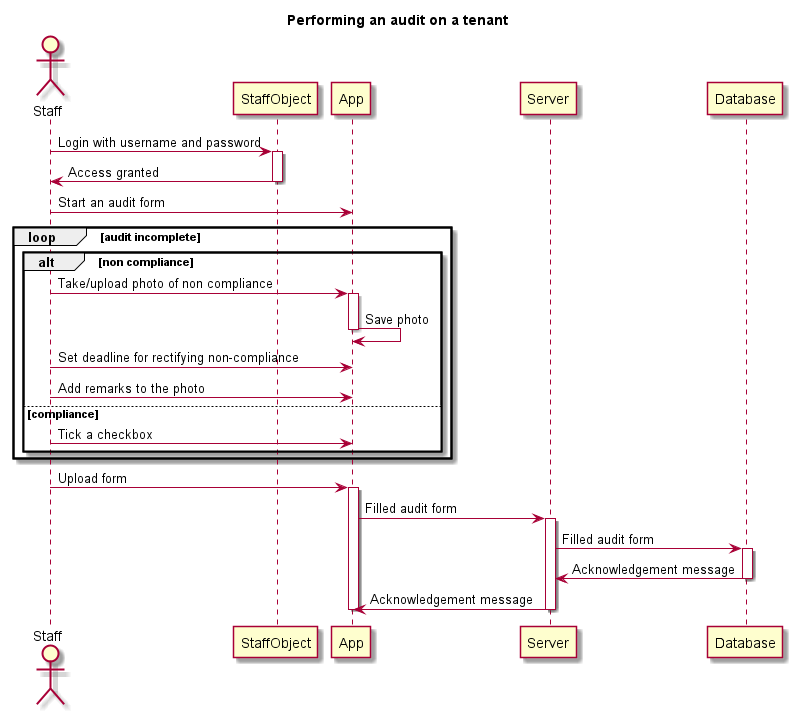 Performing an audit on a tenant
Staff
StaffObject
App
Server
Database
Login with username and password
Access granted
Start an audit form
loop
[audit incomplete]
alt
[non compliance]
Take/upload photo of non compliance
Save photo
Set deadline for rectifying non-compliance
Add remarks to the photo
[compliance]
Tick a checkbox
Upload form
Filled audit form
Filled audit form
Acknowledgement message
Acknowledgement message
Staff
StaffObject
App
Server
Database